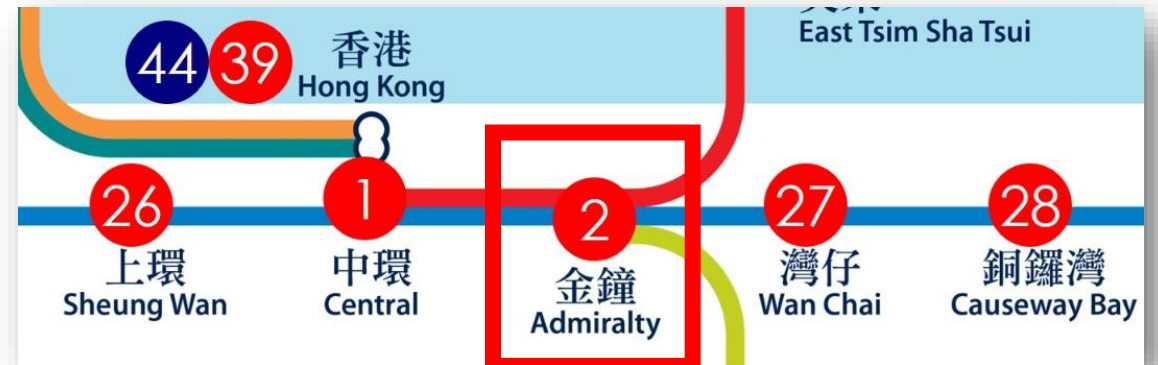 East Tsim Sha Tsui
44 39
香港
Hong Kong
26 1 2 27 28
上環 中環 金鐘 灣仔 銅鑼灣
Sheung Wan Central Admiralty Wan Chai Causeway Bay